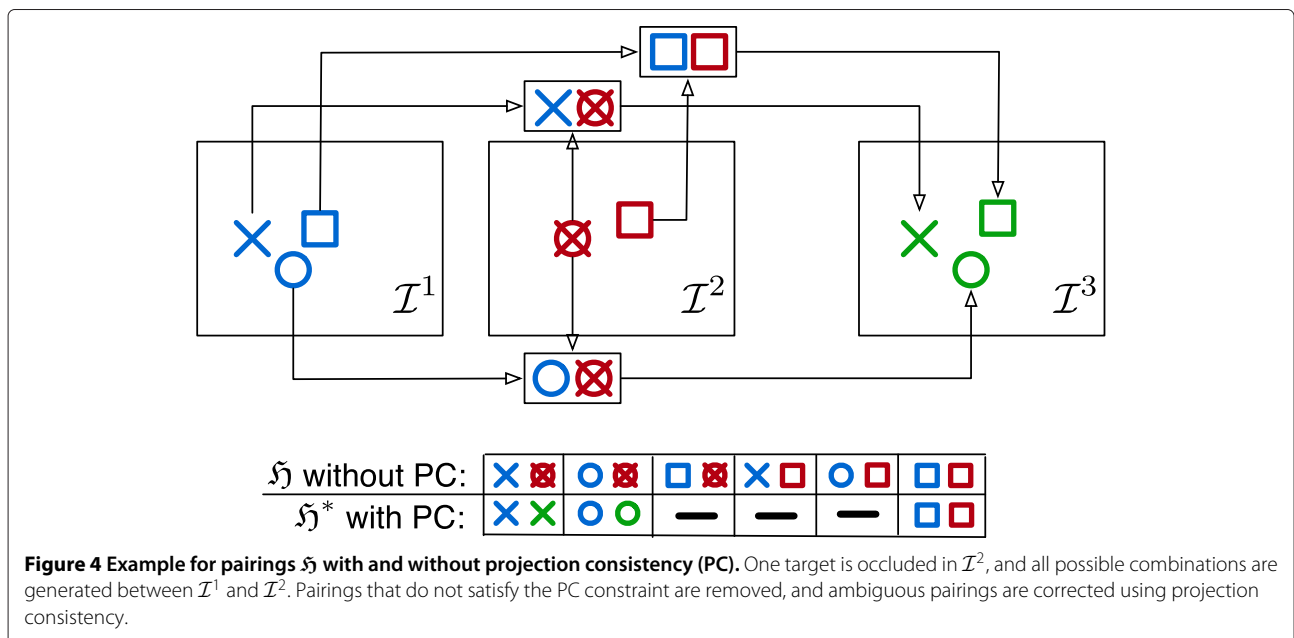 ℐ¹ ℐ² ℐ³
ℌ without PC:
ℌ* with PC:
Figure 4 Example for pairings ℌ with and without projection consistency (PC). One target is occluded in ℐ², and all possible combinations are
generated between ℐ¹ and ℐ². Pairings that do not satisfy the PC constraint are removed, and ambiguous pairings are corrected using projection
consistency.